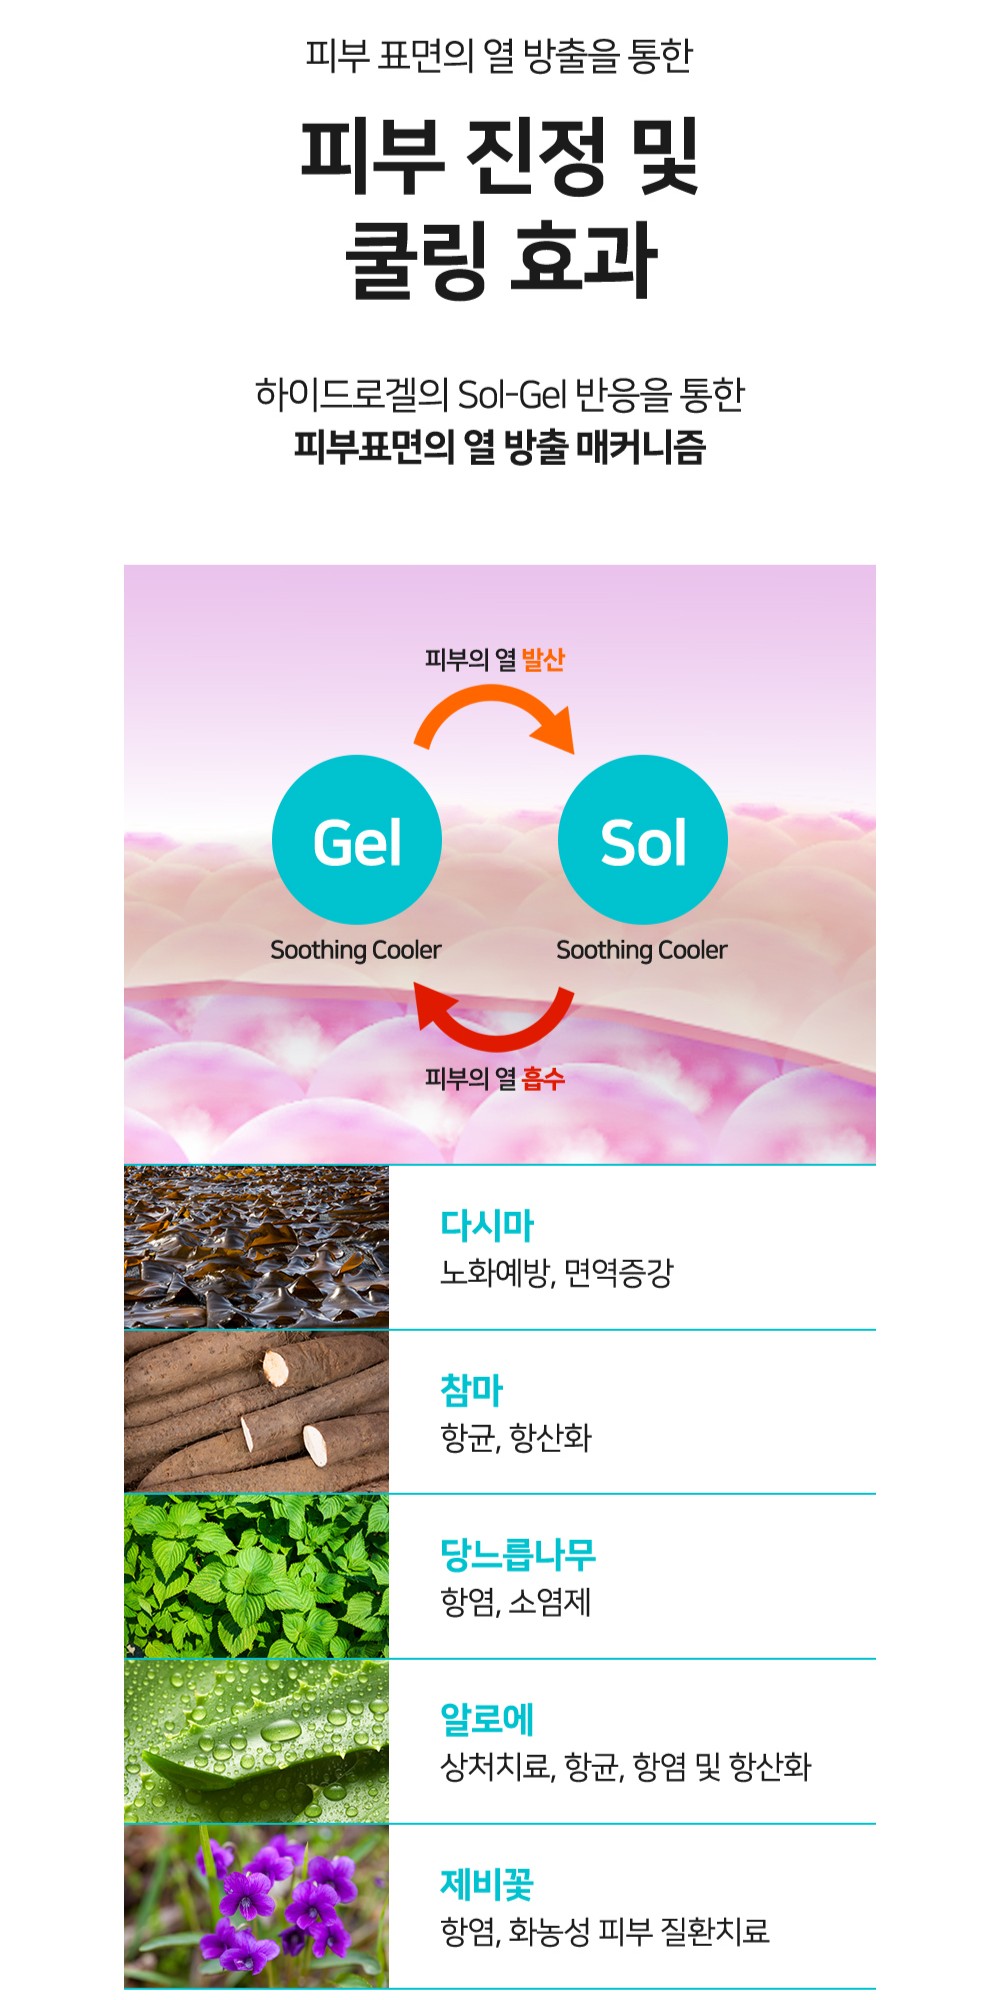 피부 표면의 열 방출을 통한
피부 진정 및
쿨링 효과
하이드로겔의 Sol-Gel 반응을 통한
피부표면의 열 방출 매커니즘
피부의 열 발산
Gel
Sol
Soothing Cooler
Soothing Cooler
피부의 열 흡수
다시마
노화예방, 면역증강
참마
항균, 항산화
당느릅나무
항염, 소염제
알로에
상처치료, 항균, 항염 및 항산화
제비꽃
항염, 화농성 피부 질환치료